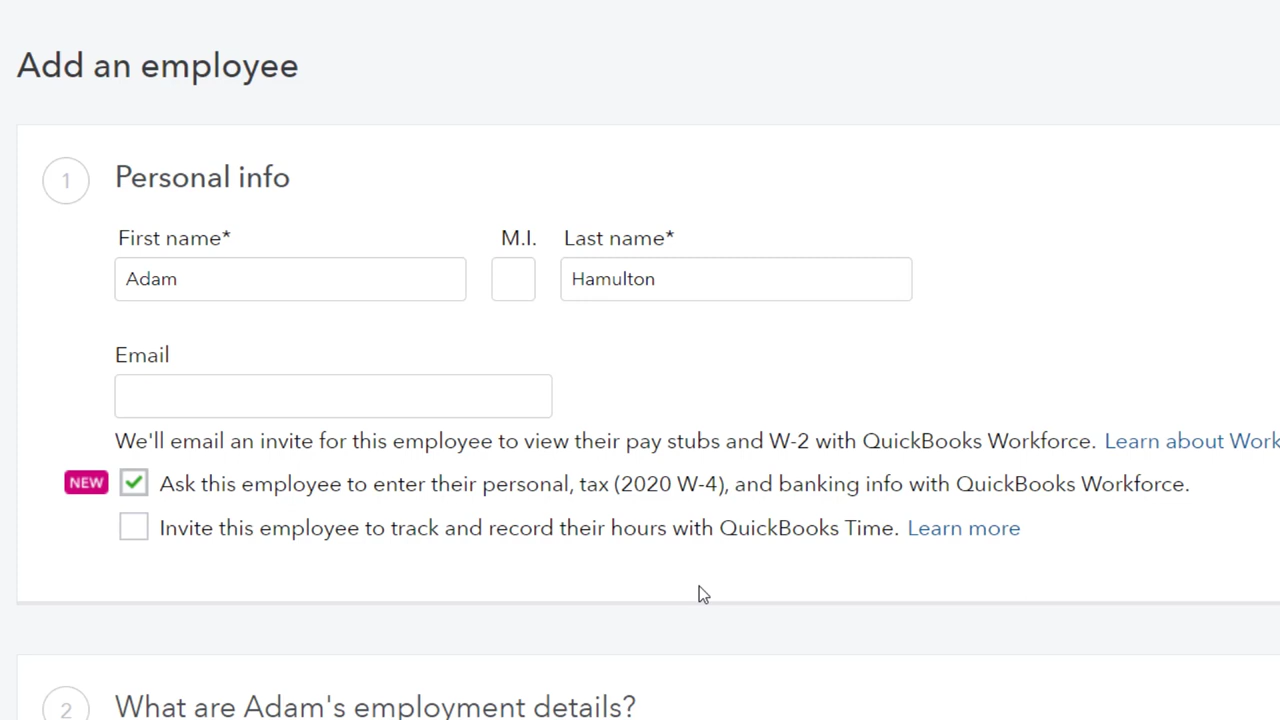 Add an employee
1 Personal info
First name* M.I. Last name*
Adam Hamulton
Email
We'll email an invite for this employee to view their pay stubs and W-2 with QuickBooks Workforce. Learn about Work
NEW Ask this employee to enter their personal, tax (2020 W-4), and banking info with QuickBooks Workforce.
Invite this employee to track and record their hours with QuickBooks Time. Learn more
2 What are Adam's employment details?